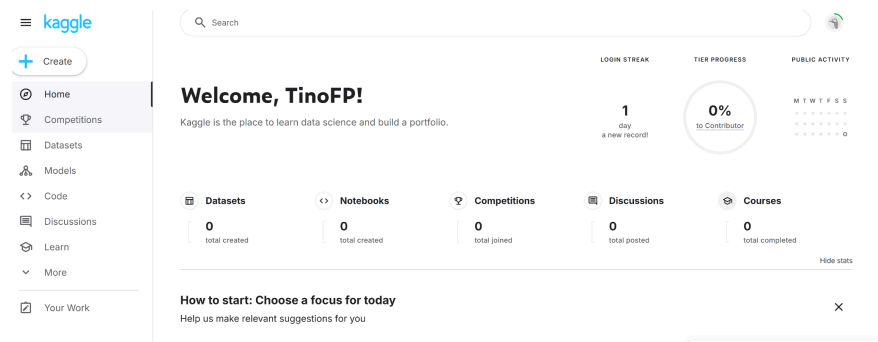 kaggle
Search
Create
Home
Competitions
Datasets
Models
Code
Discussions
Learn
More
Your Work
LOGIN STREAK
TIER PROGRESS
PUBLIC ACTIVITY
Welcome, TinoFP!
Kaggle is the place to learn data science and build a portfolio.
1
day
a new record!
0%
to Contributor
M T W T F S S
Datasets
0
total created
Notebooks
0
total created
Competitions
0
total joined
Discussions
0
total posted
Courses
0
total completed
Hide stats
How to start: Choose a focus for today
Help us make relevant suggestions for you